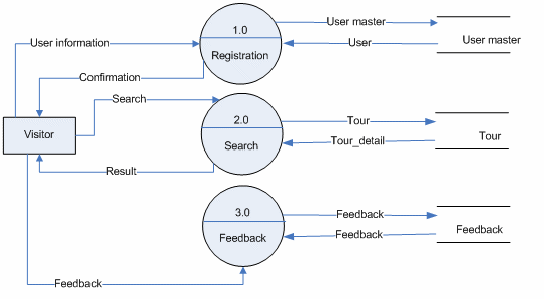 1.0
Registration
User information
User master
User
User master
Confirmation
Search
Visitor
2.0
Search
Tour
Tour_detail
Tour
Result
3.0
Feedback
Feedback
Feedback
Feedback
Feedback